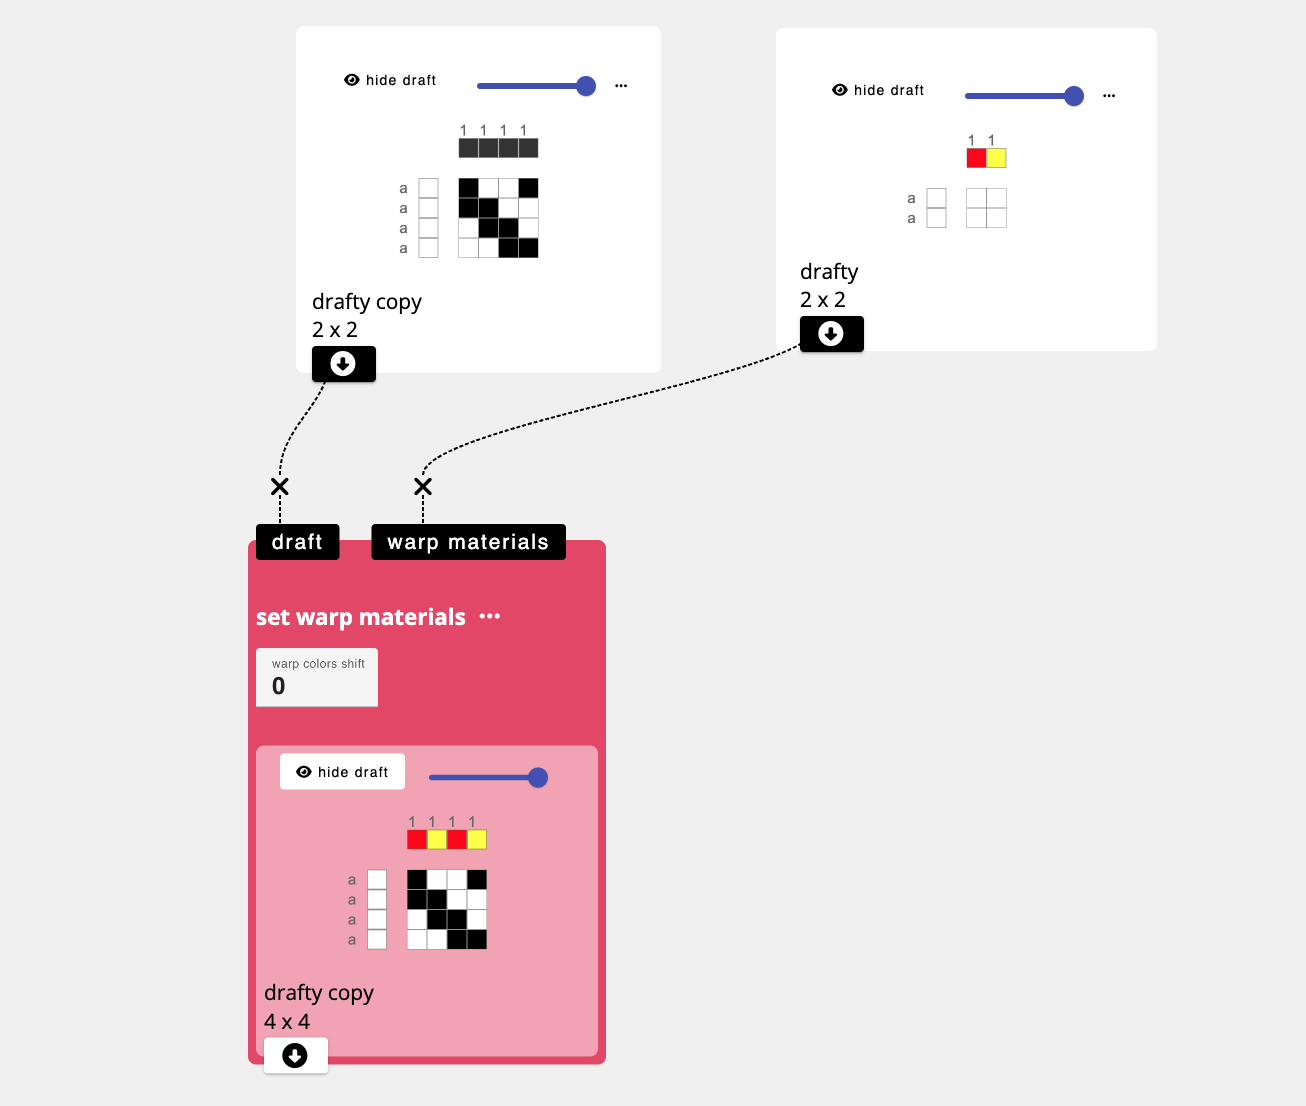 hide draft
1 1 1 1
a
a
a
a
drafty copy
2 x 2
hide draft
1 1
a
a
drafty
2 x 2
draft
warp materials
set warp materials
warp colors shift
0
hide draft
1 1 1 1
a
a
a
a
drafty copy
4 x 4